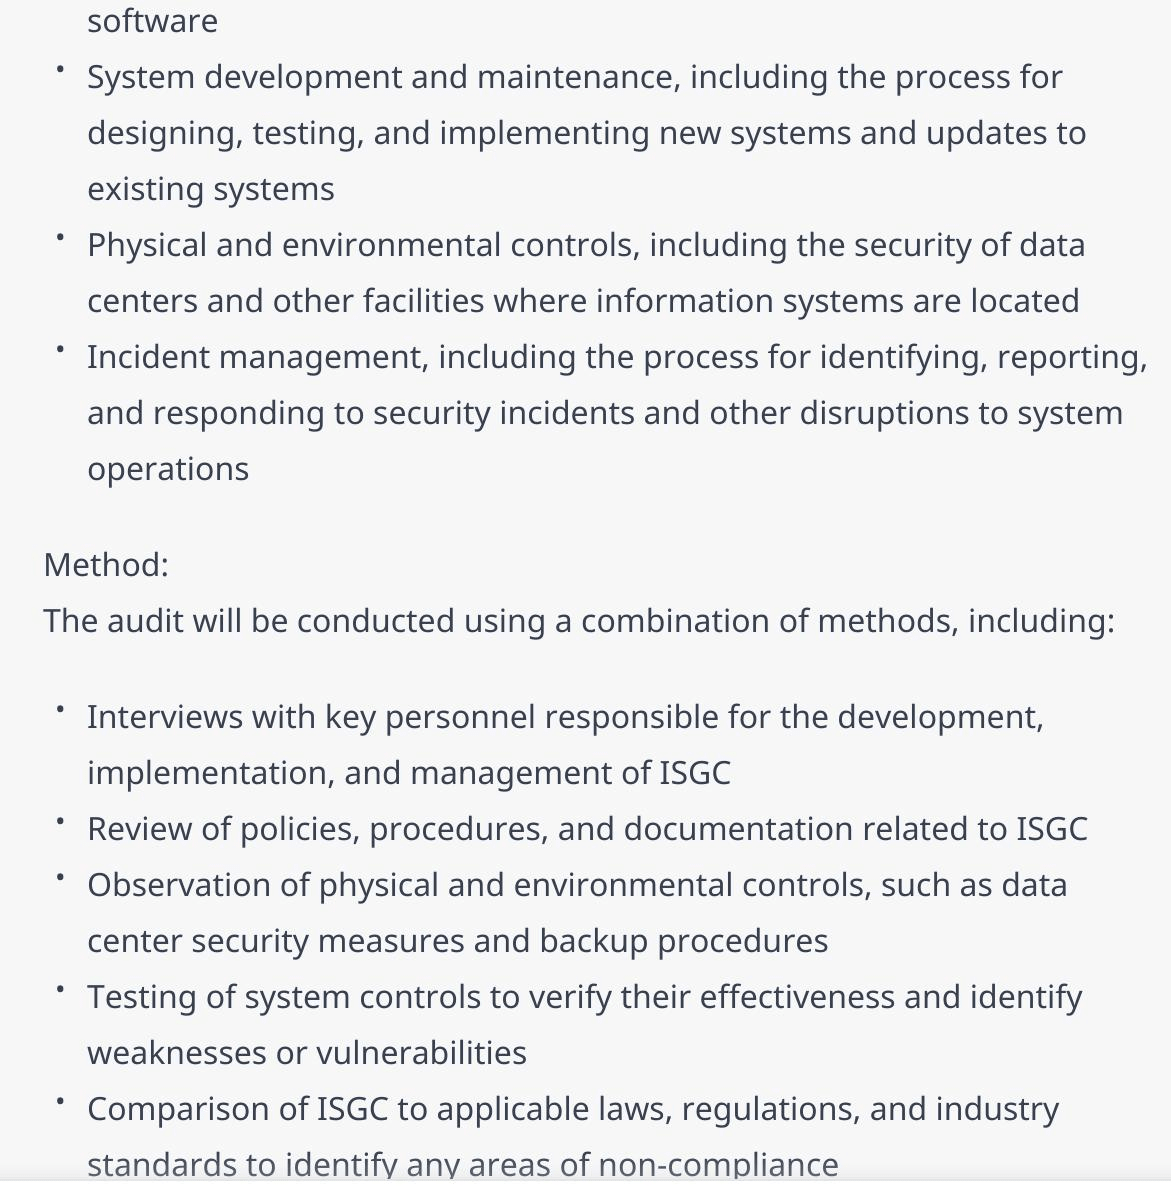 software
• System development and maintenance, including the process for
designing, testing, and implementing new systems and updates to
existing systems
• Physical and environmental controls, including the security of data
centers and other facilities where information systems are located
• Incident management, including the process for identifying, reporting,
and responding to security incidents and other disruptions to system
operations
Method:
The audit will be conducted using a combination of methods, including:
• Interviews with key personnel responsible for the development,
implementation, and management of ISGC
• Review of policies, procedures, and documentation related to ISGC
• Observation of physical and environmental controls, such as data
center security measures and backup procedures
• Testing of system controls to verify their effectiveness and identify
weaknesses or vulnerabilities
• Comparison of ISGC to applicable laws, regulations, and industry
standards to identify any areas of non-compliance